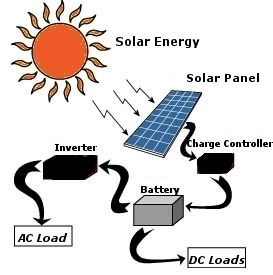 Solar Energy
Solar Panel
Charge Controller
Inverter
Battery
AC Load
DC Loads